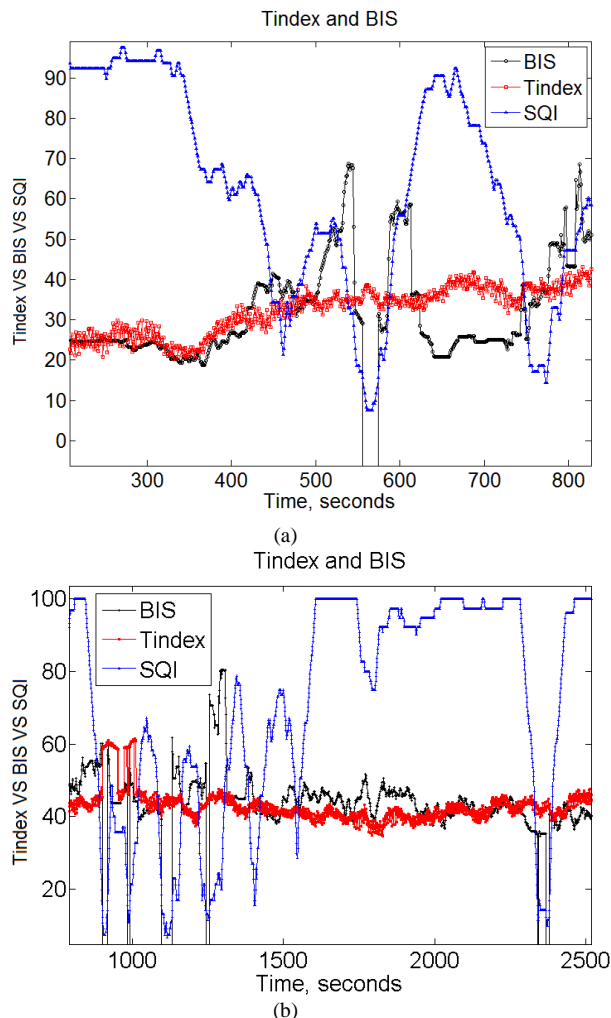 Tindex and BIS
90
80
70
60
50
40
30
20
10
0
Tindex VS BIS VS SQI
BIS
Tindex
SQI
300 400 500 600 700 800
Time, seconds
(a)
Tindex and BIS
100
80
60
40
20
Tindex VS BIS VS SQI
BIS
Tindex
SQI
1000 1500 2000 2500
Time, seconds
(b)